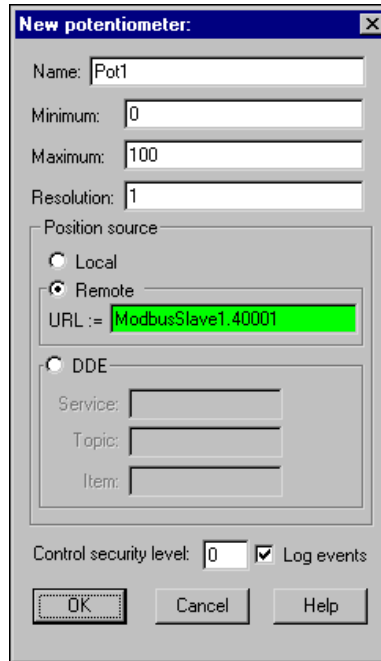 New potentiometer:
Name: Pot1
Minimum: 0
Maximum: 100
Resolution: 1
Position source
Local
Remote
URL := ModbusSlave1.40001
DDE
Service:
Topic:
Item:
Control security level: 0 Log events
OK Cancel Help